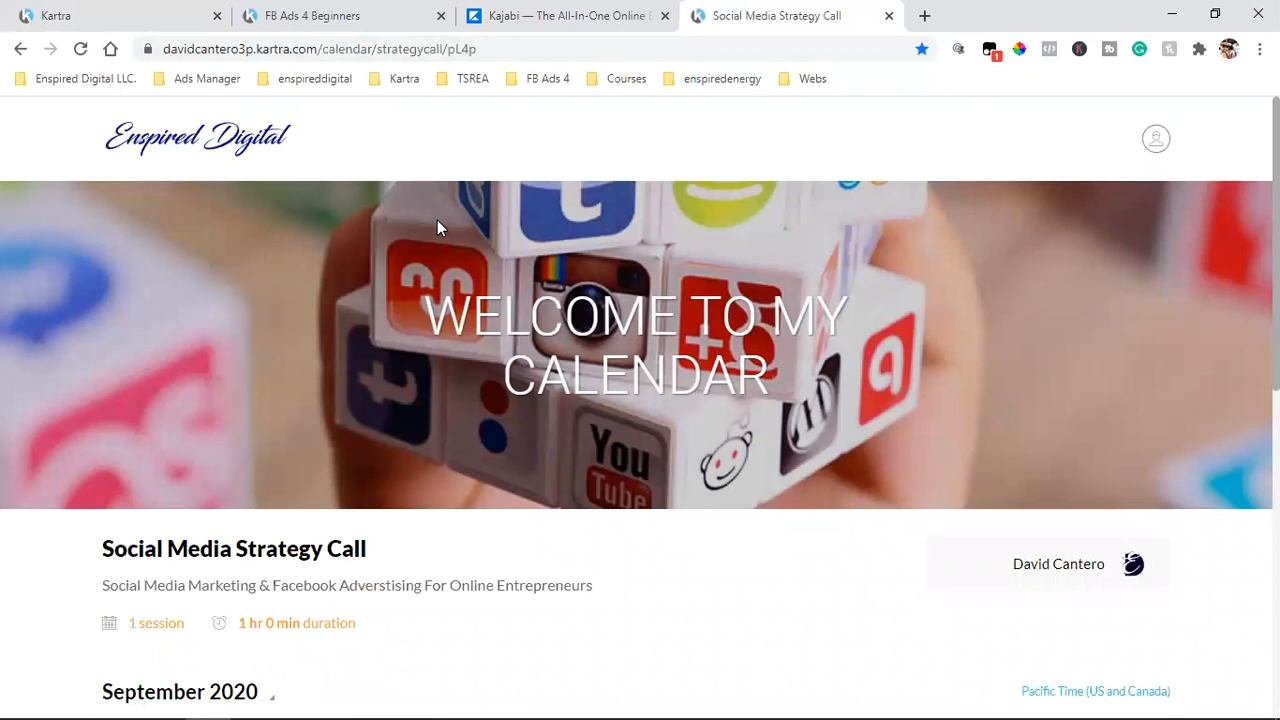 Kartra
FB Ads 4 Beginners
Kajabi — The All-In-One Online E
Social Media Strategy Call
davidcantero3p.kartra.com/calendar/strategycall/pL4p
1
Enspired Digital LLC.
Ads Manager
enspireddigital
Kartra
TSREA
FB Ads 4
Courses
enspiredenergy
Webs
Enspired Digital
WELCOME TO MY
CALENDAR
You
Tube
Social Media Strategy Call
David Cantero
Social Media Marketing & Facebook Adverstising For Online Entrepreneurs
1 session
1 hr 0 min duration
September 2020
Pacific Time (US and Canada)